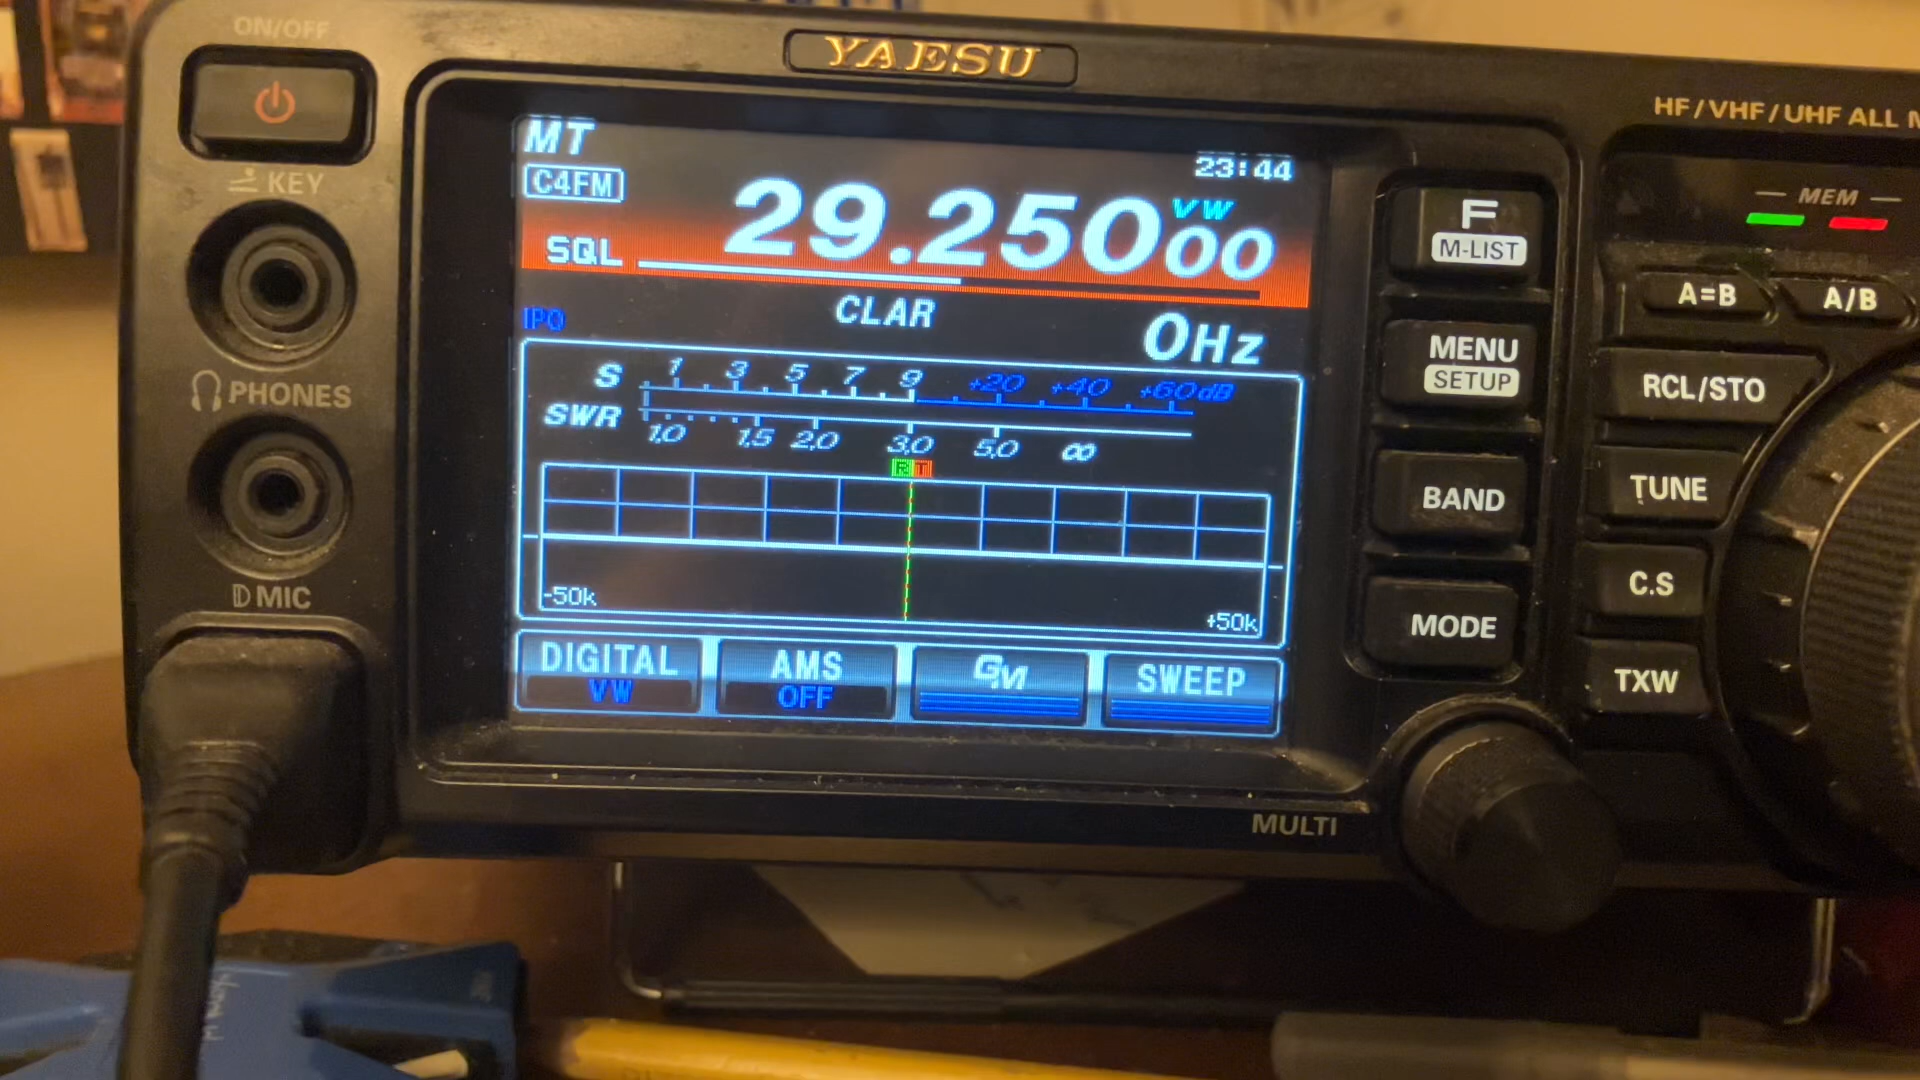 YAESU
ON/OFF
KEY
PHONES
MIC
MT
23:44
C4FM
29.250 00
VW
SQL
CLAR
IPO
0Hz
S 1 3 5 7 9 +20 +40 +60dB
SWR
1.0 1.5 2.0 3.0 5.0 ∞
R T
-50k
+50k
DIGITAL AMS GM SWEEP
VW OFF
MULTI
F
M-LIST
MENU
SETUP
BAND
MODE
HF/VHF/UHF ALL
MEM
A=B A/B
RCL/STO
TUNE
C.S
TXW